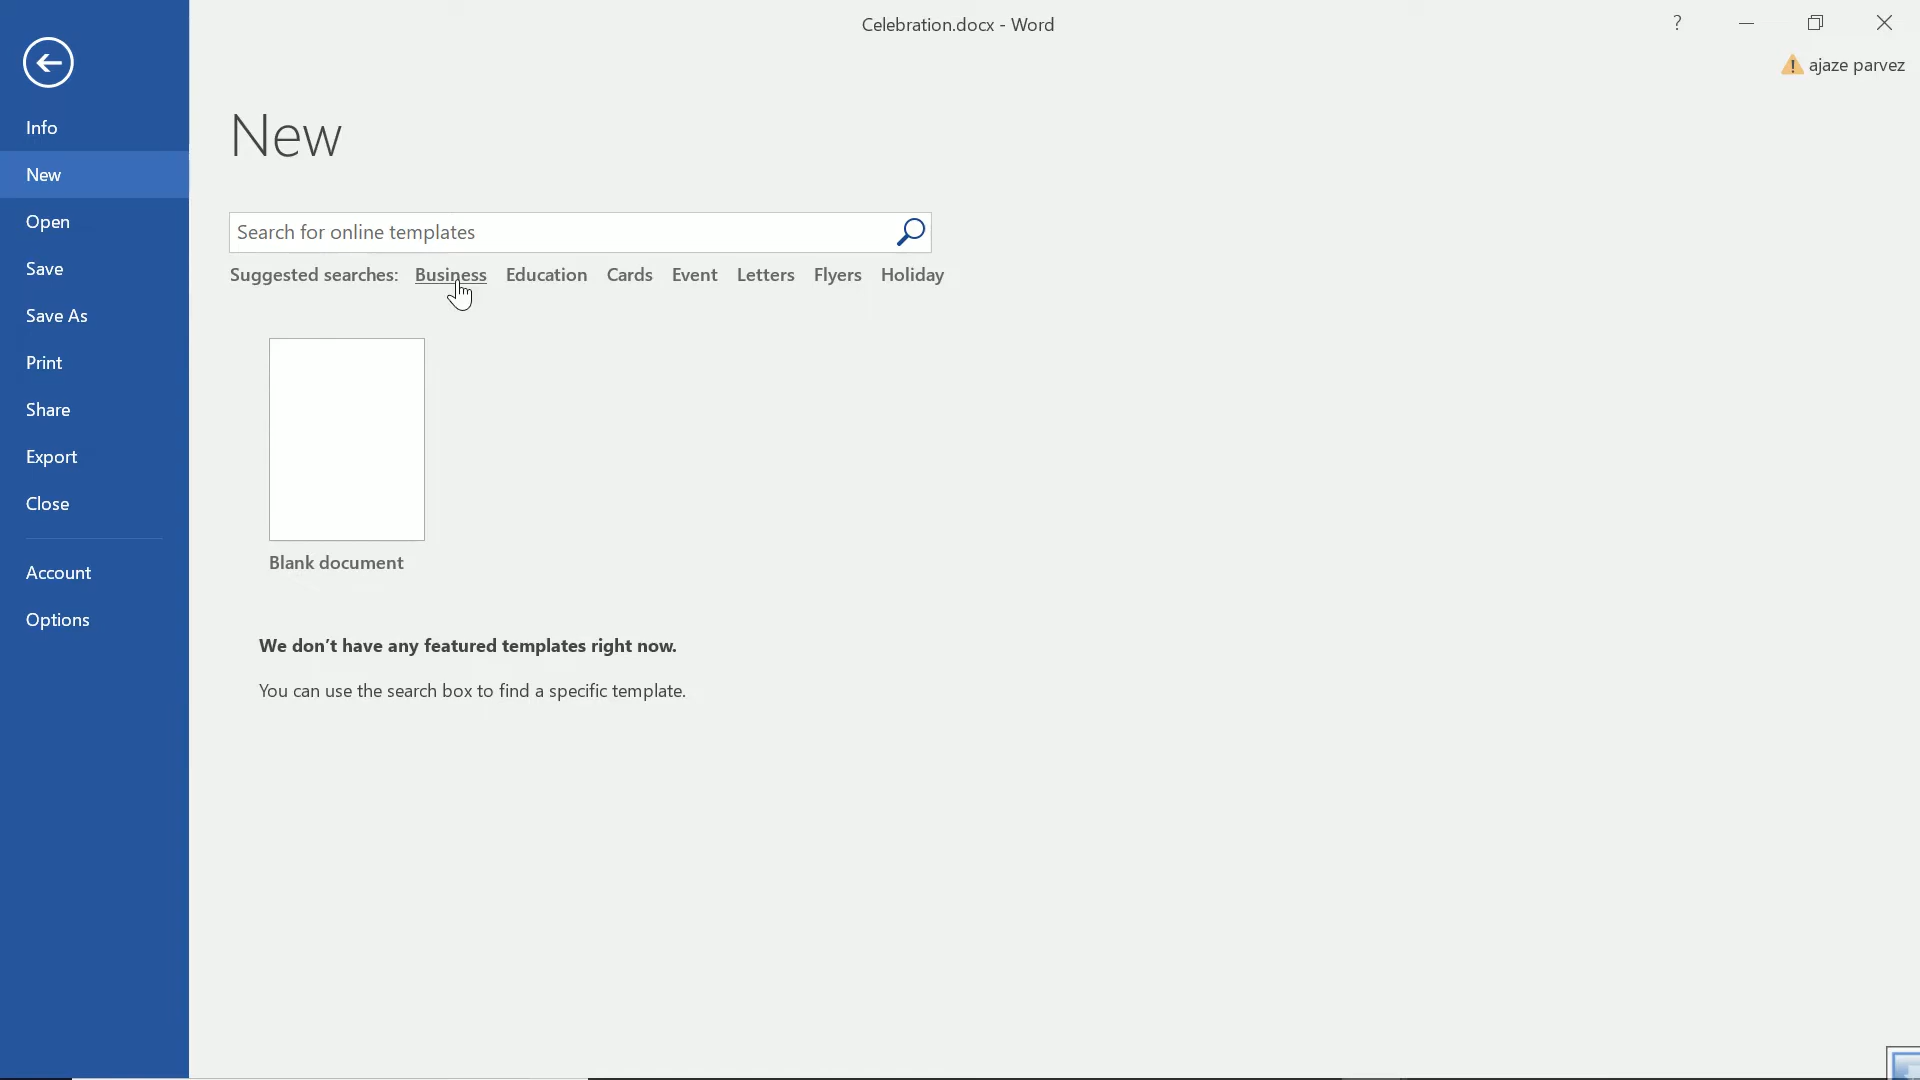 Celebration.docx - Word
?
ajaze parvez
Info
New
Open
Save
Save As
Print
Share
Export
Close
Account
Options
New
Search for online templates
Suggested searches: Business Education Cards Event Letters Flyers Holiday
Blank document
We don't have any featured templates right now.
You can use the search box to find a specific template.